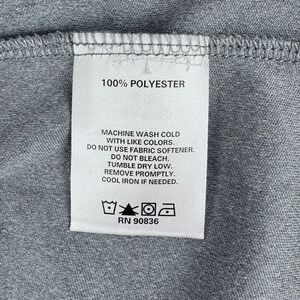 100% POLYESTER
MACHINE WASH COLD
WITH LIKE COLORS.
DO NOT USE FABRIC SOFTENER.
DO NOT BLEACH.
TUMBLE DRY LOW.
REMOVE PROMPTLY.
COOL IRON IF NEEDED.
RN 90836